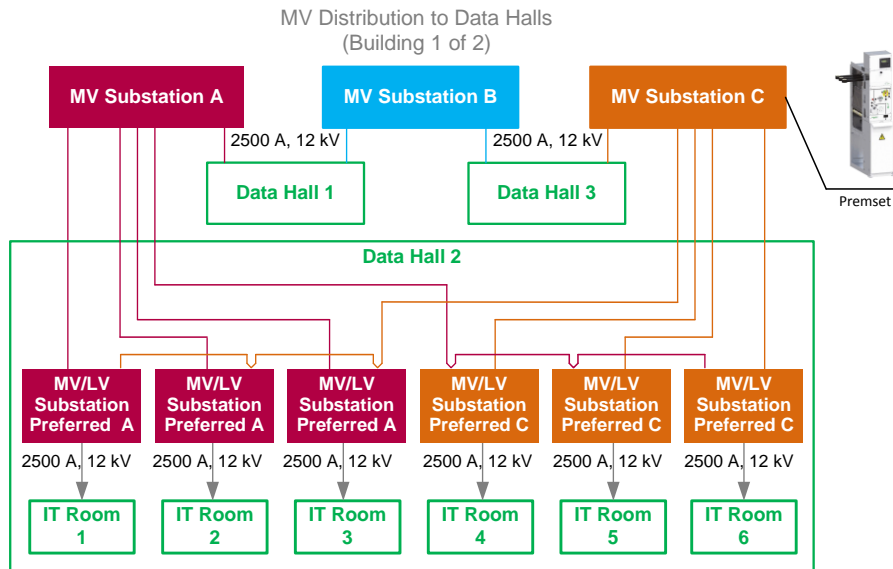 MV Distribution to Data Halls
(Building 1 of 2)
MV Substation A
MV Substation B
MV Substation C
2500 A, 12 kV
2500 A, 12 kV
Data Hall 1
Data Hall 3
Premset
Data Hall 2
MV/LV
Substation
Preferred A
MV/LV
Substation
Preferred A
MV/LV
Substation
Preferred A
MV/LV
Substation
Preferred C
MV/LV
Substation
Preferred C
MV/LV
Substation
Preferred C
2500 A, 12 kV
2500 A, 12 kV
2500 A, 12 kV
2500 A, 12 kV
2500 A, 12 kV
2500 A, 12 kV
IT Room
1
IT Room
2
IT Room
3
IT Room
4
IT Room
5
IT Room
6